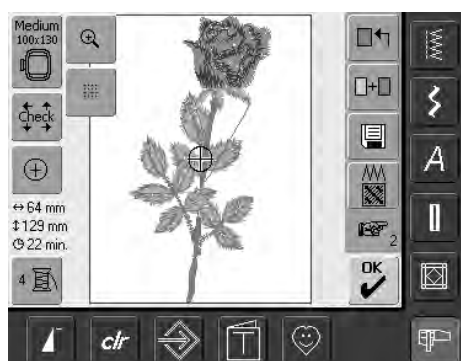 Medium
100x130
Check
64 mm
129 mm
22 min.
4
2
OK
A
clr
T